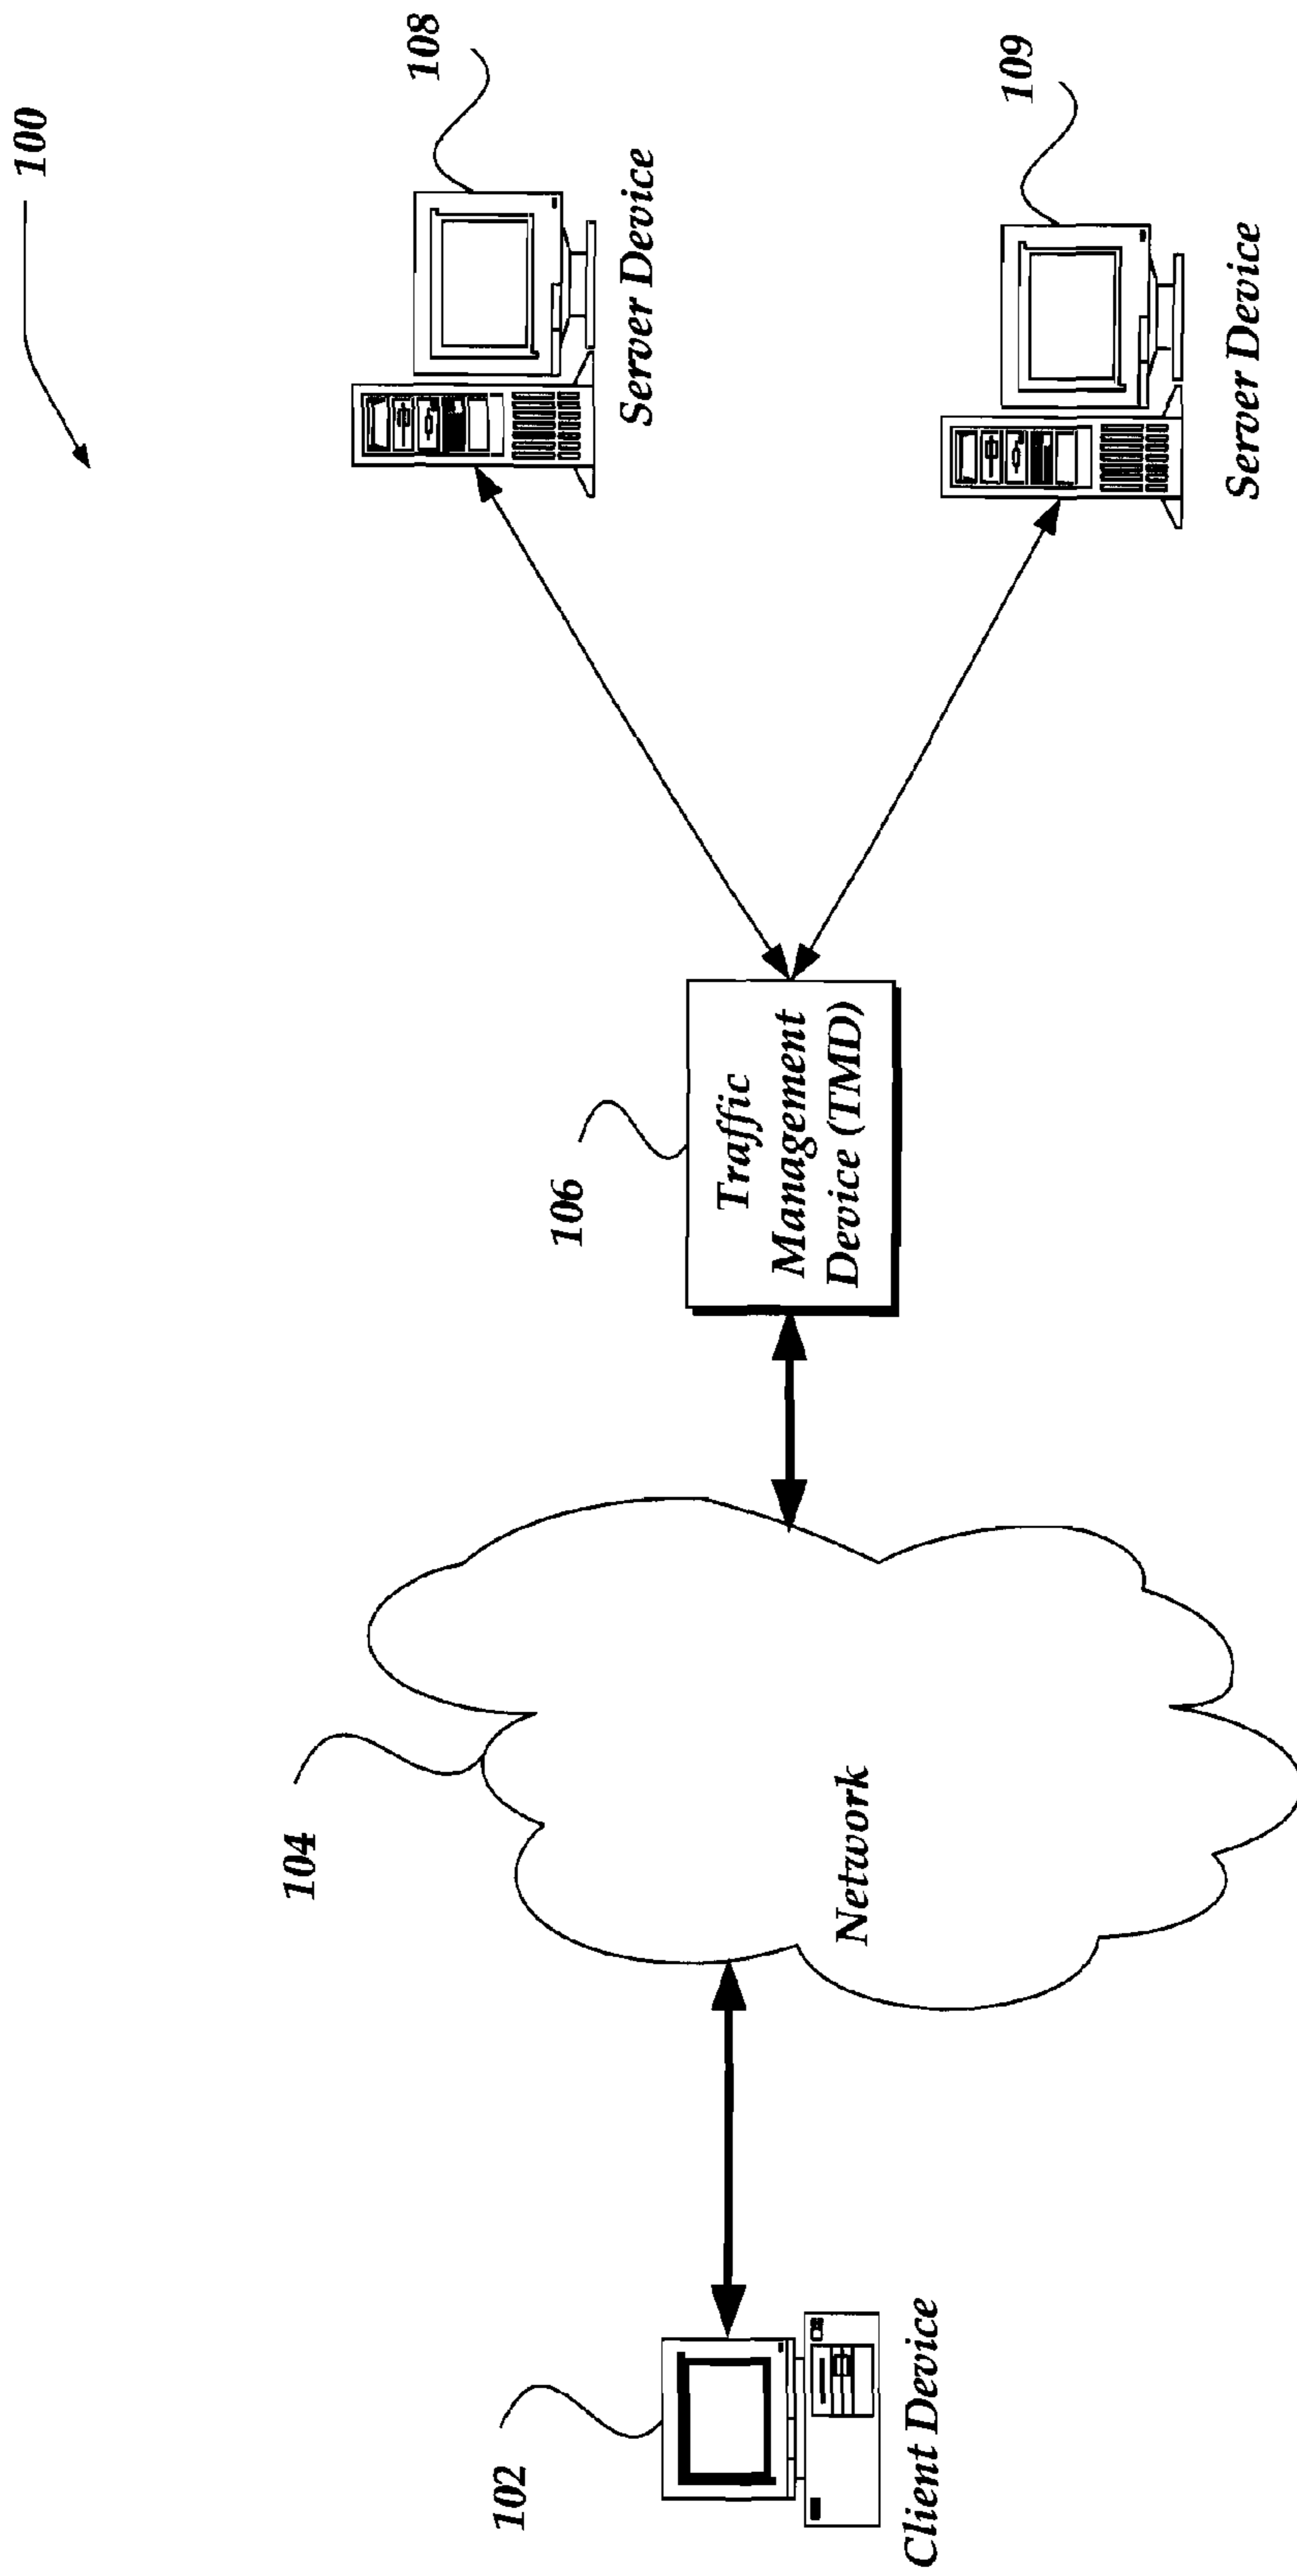 100
108
Server Device
109
Server Device
106
Traffic
Management
Device (TMD)
104
Network
102
Client Device